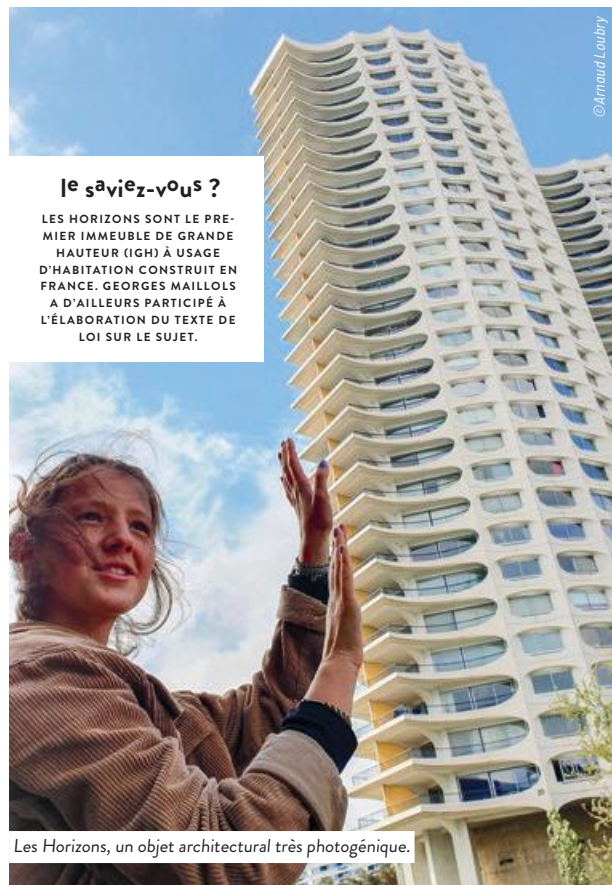 ©Arnaud Loubry
le saviez-vous ?
LES HORIZONS SONT LE PRE-
MIER IMMEUBLE DE GRANDE
HAUTEUR (IGH) À USAGE
D'HABITATION CONSTRUIT EN
FRANCE. GEORGES MAILLOLS
A D'AILLEURS PARTICIPÉ À
L'ÉLABORATION DU TEXTE DE
LOI SUR LE SUJET.
Les Horizons, un objet architectural très photogénique.